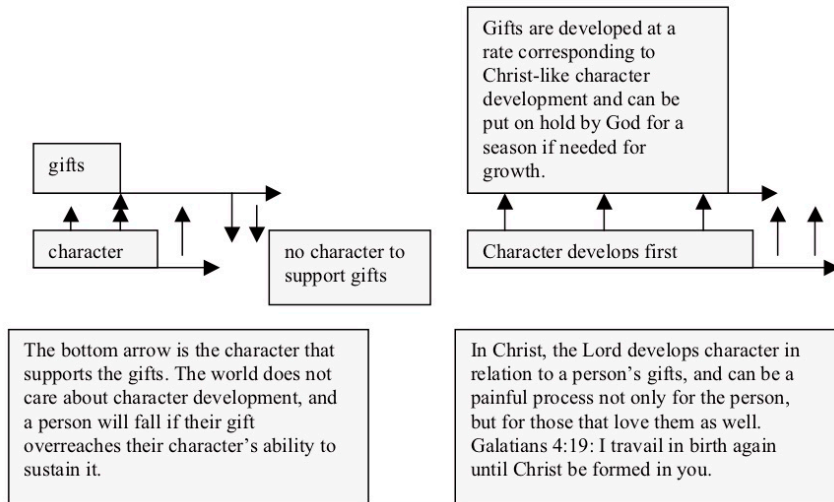 gifts
character
no character to
support gifts
The bottom arrow is the character that
supports the gifts. The world does not
care about character development, and
a person will fall if their gift
overreaches their character's ability to
sustain it.
Gifts are developed at a
rate corresponding to
Christ-like character
development and can be
put on hold by God for a
season if needed for
growth.
Character develops first
In Christ, the Lord develops character in
relation to a person's gifts, and can be a
painful process not only for the person,
but for those that love them as well.
Galatians 4:19: I travail in birth again
until Christ be formed in you.